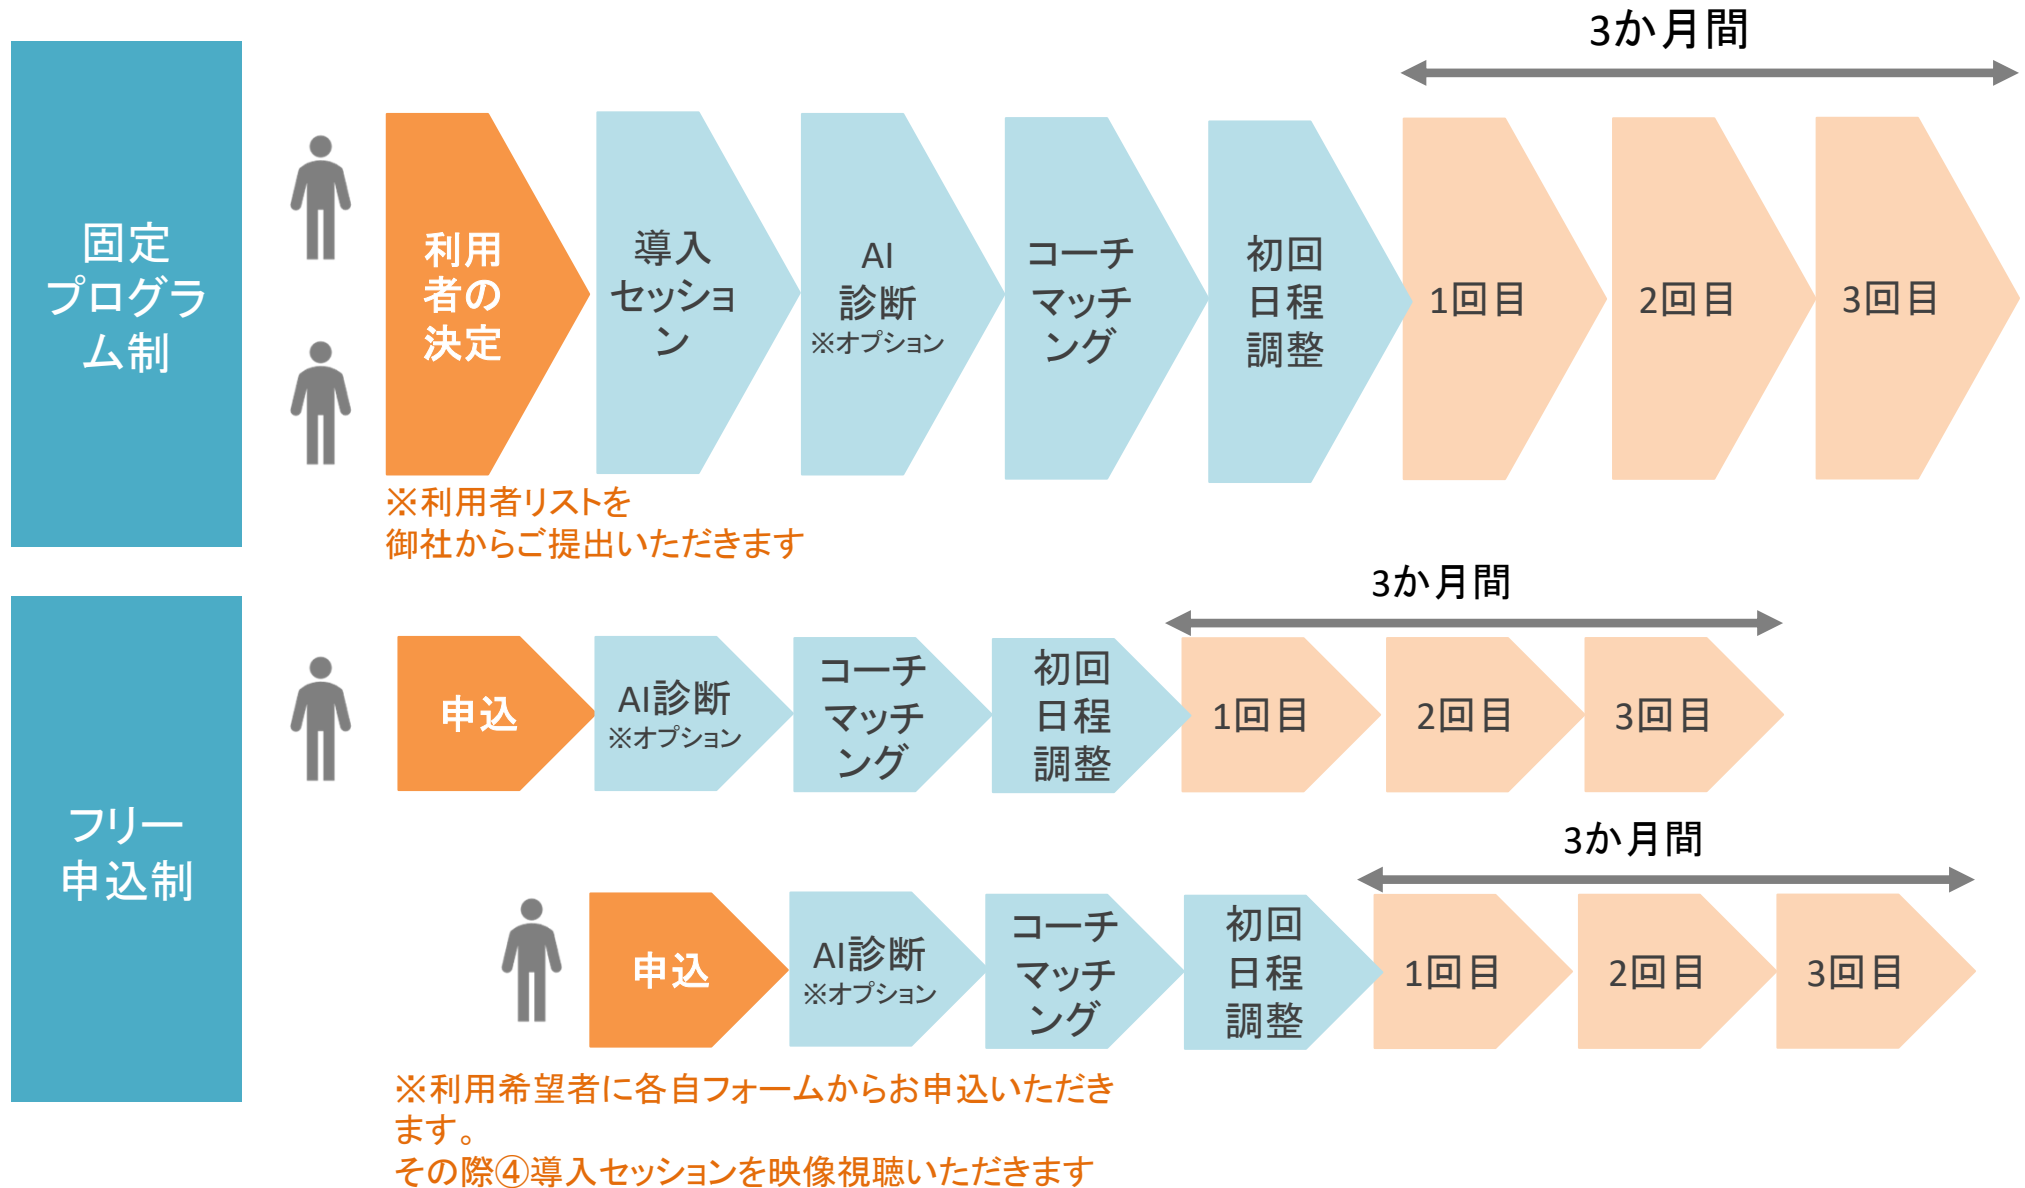 3か月間
固定
プログラ
ム制
利用
者の
決定
導入
セッショ
ン
AI
診断
※オプション
コーチ
マッチ
ング
初回
日程
調整
1回目
2回目
3回目
※利用者リストを
御社からご提出いただきます
3か月間
フリー
申込制
申込
AI診断
※オプション
コーチ
マッチ
ング
初回
日程
調整
1回目
2回目
3回目
3か月間
申込
AI診断
※オプション
コーチ
マッチ
ング
初回
日程
調整
1回目
2回目
3回目
※利用希望者に各自フォームからお申込いただき
ます。
その際④導入セッションを映像視聴いただきます